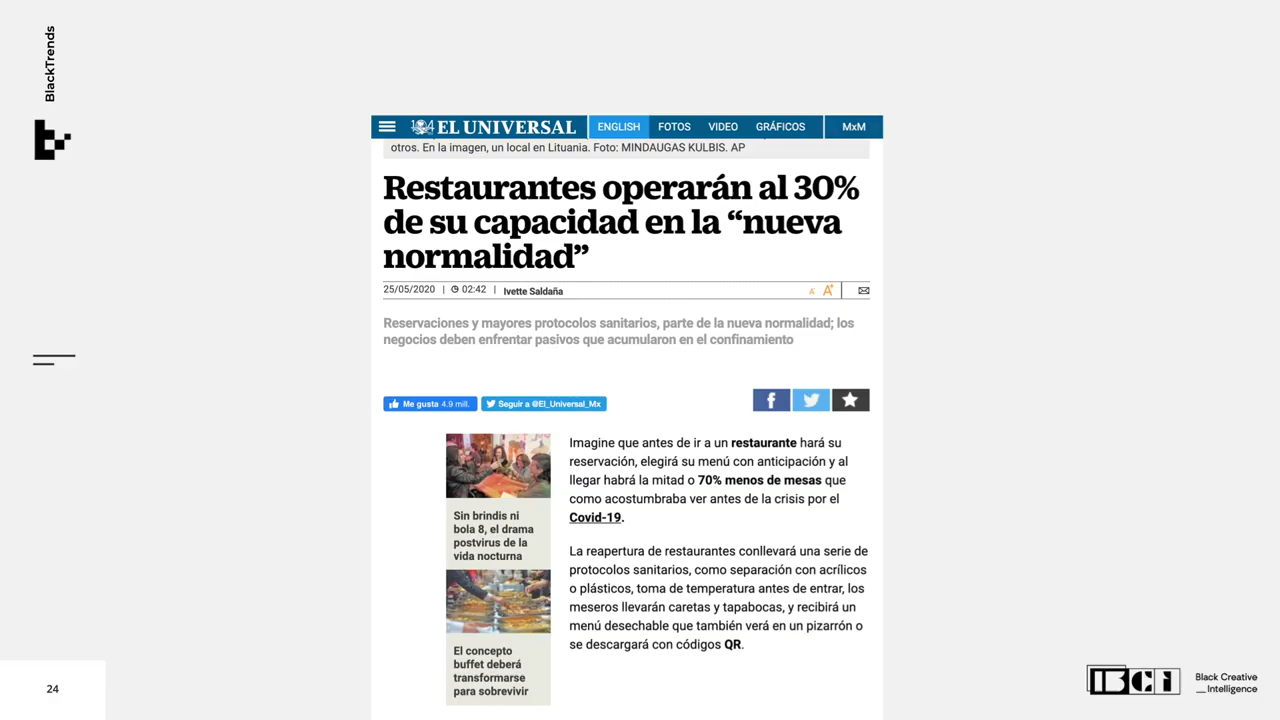 BlackTrends
EL UNIVERSAL
ENGLISH FOTOS VIDEO GRÁFICOS MxM
otros. En la imagen, un local en Lituania. Foto: MINDAUGAS KULBIS. AP
Restaurantes operarán al 30%
de su capacidad en la “nueva
normalidad”
25/05/2020 | 02:42 | Ivette Saldaña
A- A+
Reservaciones y mayores protocolos sanitarios, parte de la nueva normalidad; los
negocios deben enfrentar pasivos que acumularon en el confinamiento
Me gusta 4.9 mill.
Seguir a @El_Universal_Mx
Sin brindis ni
bola 8, el drama
postvirus de la
vida nocturna
El concepto
buffet deberá
transformarse
para sobrevivir
Imagine que antes de ir a un restaurante hará su
reservación, elegirá su menú con anticipación y al
llegar habrá la mitad o 70% menos de mesas que
como acostumbraba ver antes de la crisis por el
Covid-19.
La reapertura de restaurantes conllevará una serie de
protocolos sanitarios, como separación con acrílicos
o plásticos, toma de temperatura antes de entrar, los
meseros llevarán caretas y tapabocas, y recibirá un
menú desechable que también verá en un pizarrón o
se descargará con códigos QR.
24
BCi
Black Creative
__Intelligence